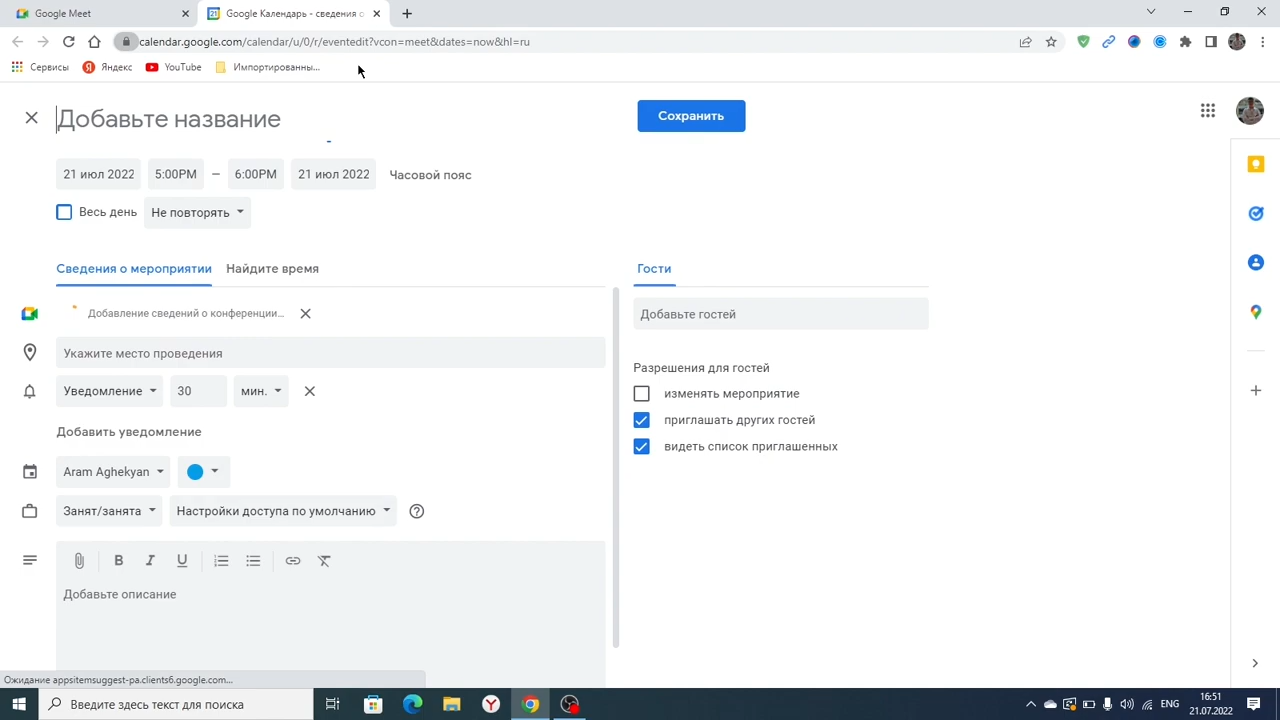 Google Meet
Google Календарь - сведения о
calendar.google.com/calendar/u/0/r/eventedit?vcon=meet&dates=now&hl=ru
Сервисы
Яндекс
YouTube
Импортированны...
Добавьте название
Сохранить
21 июл 2022 5:00PM – 6:00PM 21 июл 2022 Часовой пояс
Весь день Не повторять
Сведения о мероприятии Найдите время
Гости
Добавление сведений о конференции...
Добавьте гостей
Укажите место проведения
Разрешения для гостей
Уведомление 30 мин.
изменять мероприятие
приглашать других гостей
Добавить уведомление
видеть список приглашенных
Aram Aghekyan
Занят/занята Настройки доступа по умолчанию
B I U
Добавьте описание
Ожидание appsitemsuggest-pa.clients6.google.com...
Введите здесь текст для поиска
ENG
16:51
21.07.2022